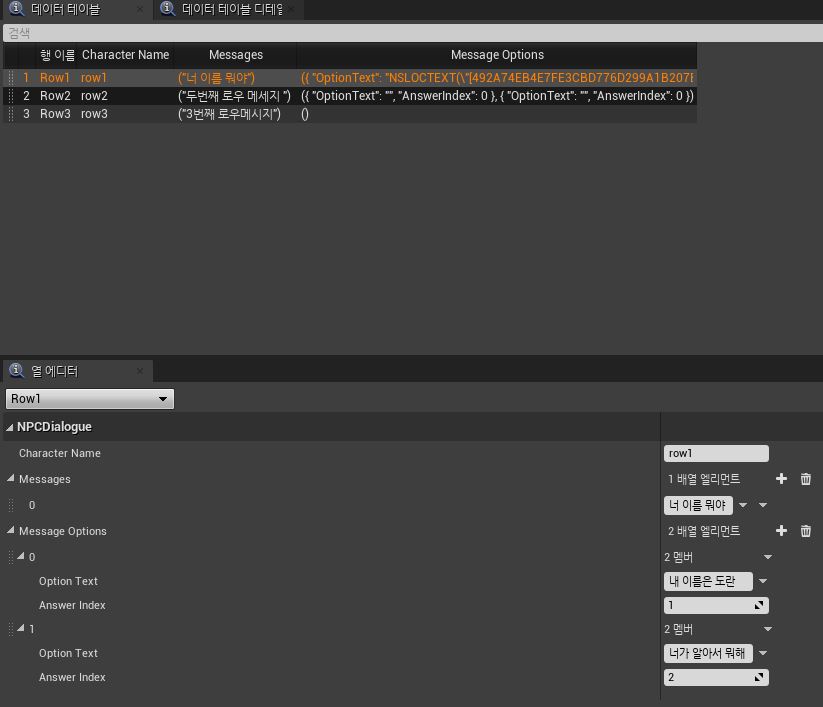 데이터 테이블
데이터 테이블 디테일
검색
행 이름 Character Name Messages Message Options
1 Row1 row1 ("너 이름 뭐야") ({ "OptionText": "NSLOCTEXT(\"[492A74EB4E7FE3CBD776D299A1B207E
2 Row2 row2 ("두번째 로우 메세지 ") ({ "OptionText": "", "AnswerIndex": 0 }, { "OptionText": "", "AnswerIndex": 0 })
3 Row3 row3 ("3번째 로우메시지") ()
열 에디터
Row1
NPCDialogue
Character Name row1
Messages 1 배열 엘리먼트
0 너 이름 뭐야
Message Options 2 배열 엘리먼트
0 2 멤버
Option Text 내 이름은 도란
Answer Index 1
1 2 멤버
Option Text 너가 알아서 뭐해
Answer Index 2